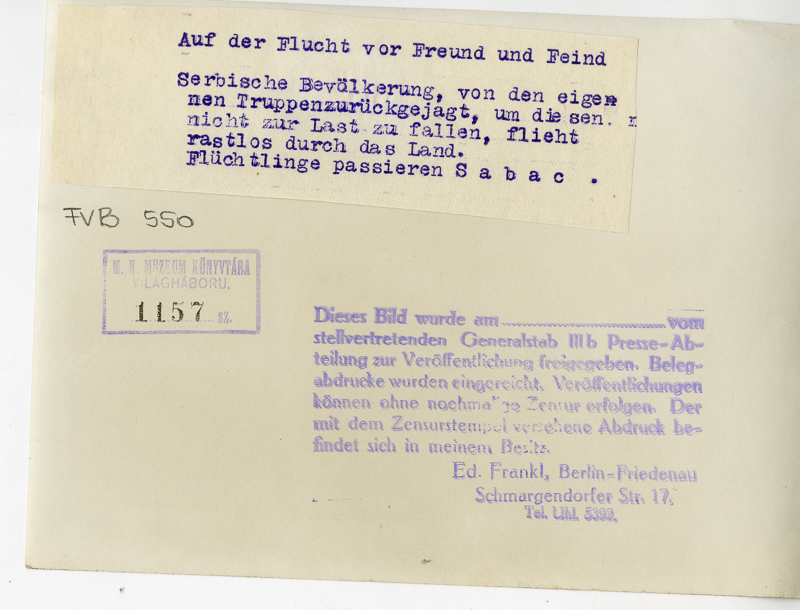 Auf der Flucht vor Freund und Feind
Serbische Bevölkerung, von den eigen
nen Truppenzurückgejagt, um diesen.
nicht zur Last zu fallen, flieht
rastlos durch das Land.
Flüchtlinge passieren S a b a c .
FVB 550
M. N. MUZEUM KÖNYVTÁRA
VILÁGHÁBORU.
1157 SZ.
Dieses Bild wurde am vom
stellvertretenden Generalstab IIIb Presse-Ab-
teilung zur Veröffentlichung freigegeben. Beleg-
abdrucke wurden eingereicht. Veröffentlichungen
können ohne nochmalige Zensur erfolgen. Der
mit dem Zensurstempel versehene Abdruck be-
findet sich in meinem Besitz.
Ed. Frankl, Berlin-Friedenau
Schmargendorfer Str. 17.
Tel. Uhl. 5392.